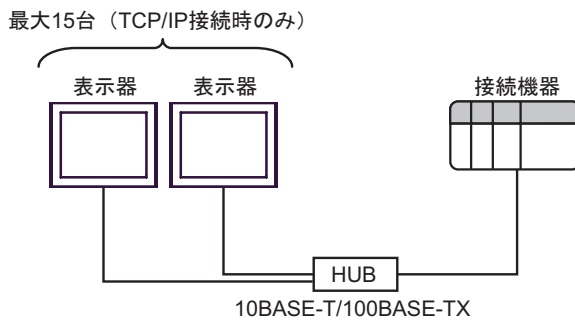 最大15台（TCP/IP接続時のみ）
表示器 表示器 接続機器
HUB
10BASE-T/100BASE-TX